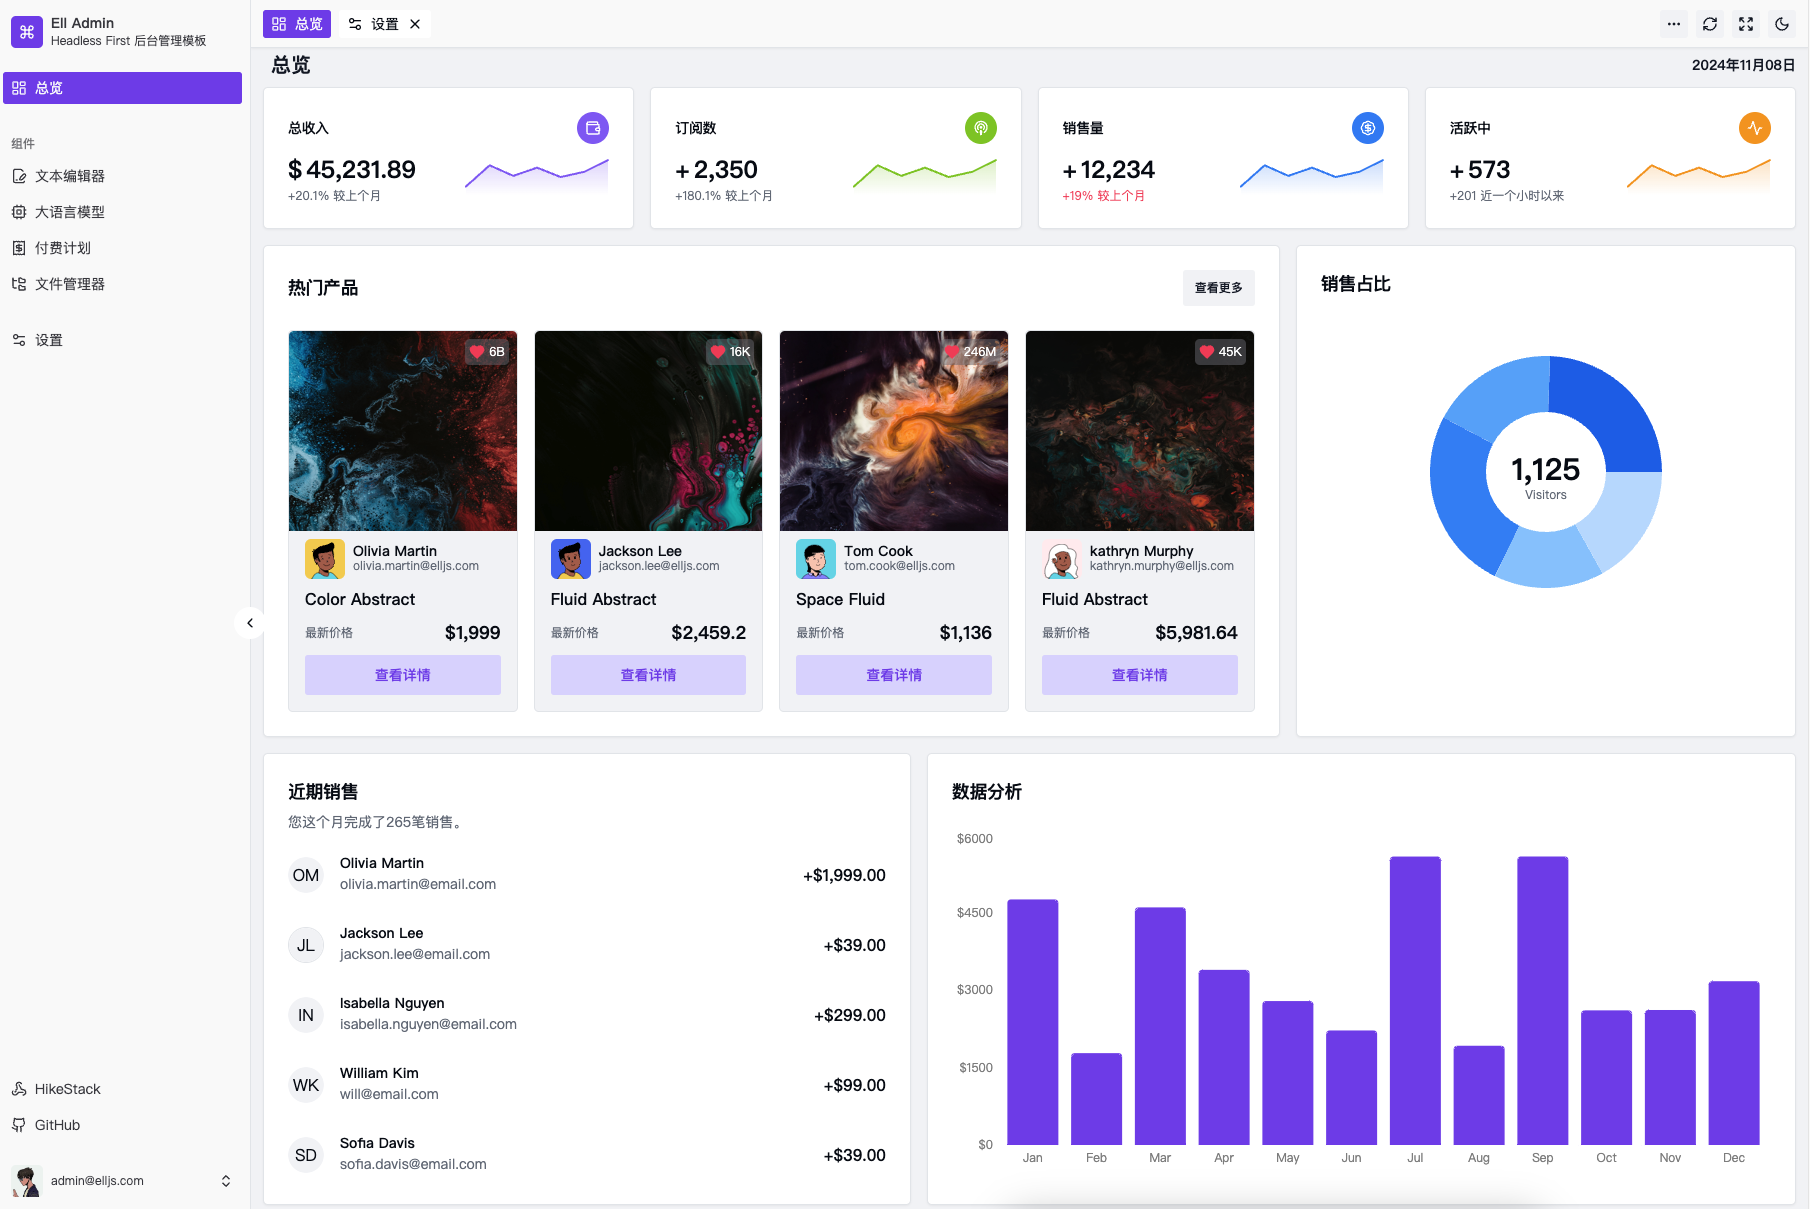 Ell Admin
Headless First 后台管理模板
总览
组件
文本编辑器
大语言模型
付费计划
文件管理器
设置
HikeStack
GitHub
admin@elljs.com
总览 设置
总览
2024年11月08日
总收入
$ 45,231.89
+20.1% 较上个月
订阅数
+ 2,350
+180.1% 较上个月
销售量
+ 12,234
+19% 较上个月
活跃中
+ 573
+201 近一个小时以来
热门产品
查看更多
6B
Olivia Martin
olivia.martin@elljs.com
Color Abstract
最新价格 $1,999
查看详情
16K
Jackson Lee
jackson.lee@elljs.com
Fluid Abstract
最新价格 $2,459.2
查看详情
246M
Tom Cook
tom.cook@elljs.com
Space Fluid
最新价格 $1,136
查看详情
45K
kathryn Murphy
kathryn.murphy@elljs.com
Fluid Abstract
最新价格 $5,981.64
查看详情
销售占比
1,125
Visitors
近期销售
您这个月完成了265笔销售。
OM
Olivia Martin
olivia.martin@email.com
+$1,999.00
JL
Jackson Lee
jackson.lee@email.com
+$39.00
IN
Isabella Nguyen
isabella.nguyen@email.com
+$299.00
WK
William Kim
will@email.com
+$99.00
SD
Sofia Davis
sofia.davis@email.com
+$39.00
数据分析
$6000
$4500
$3000
$1500
$0
Jan Feb Mar Apr May Jun Jul Aug Sep Oct Nov Dec